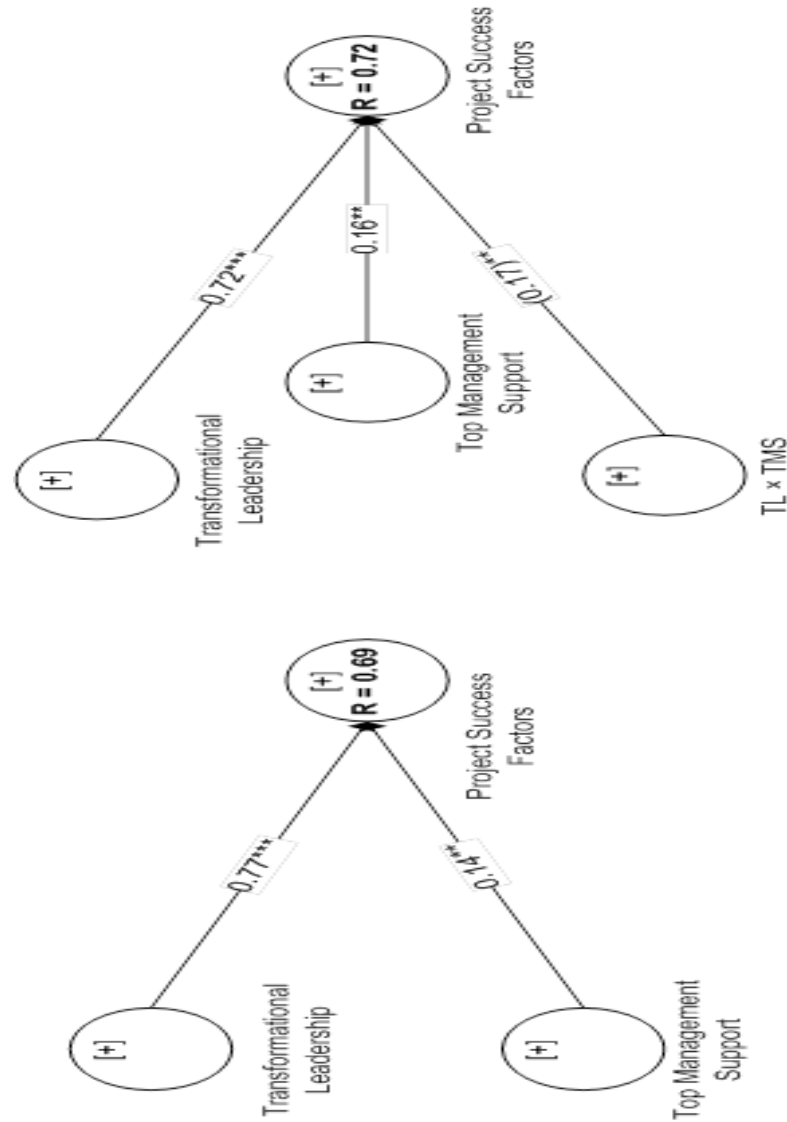 [+]
Transformational
Leadership
0.77***
[+]
R = 0.69
Project Success
Factors
0.14**
[+]
Top Management
Support
[+]
Transformational
Leadership
0.72***
[+]
Top Management
Support
0.16**
[+]
R = 0.72
Project Success
Factors
(0.17)**
[+]
TL × TMS